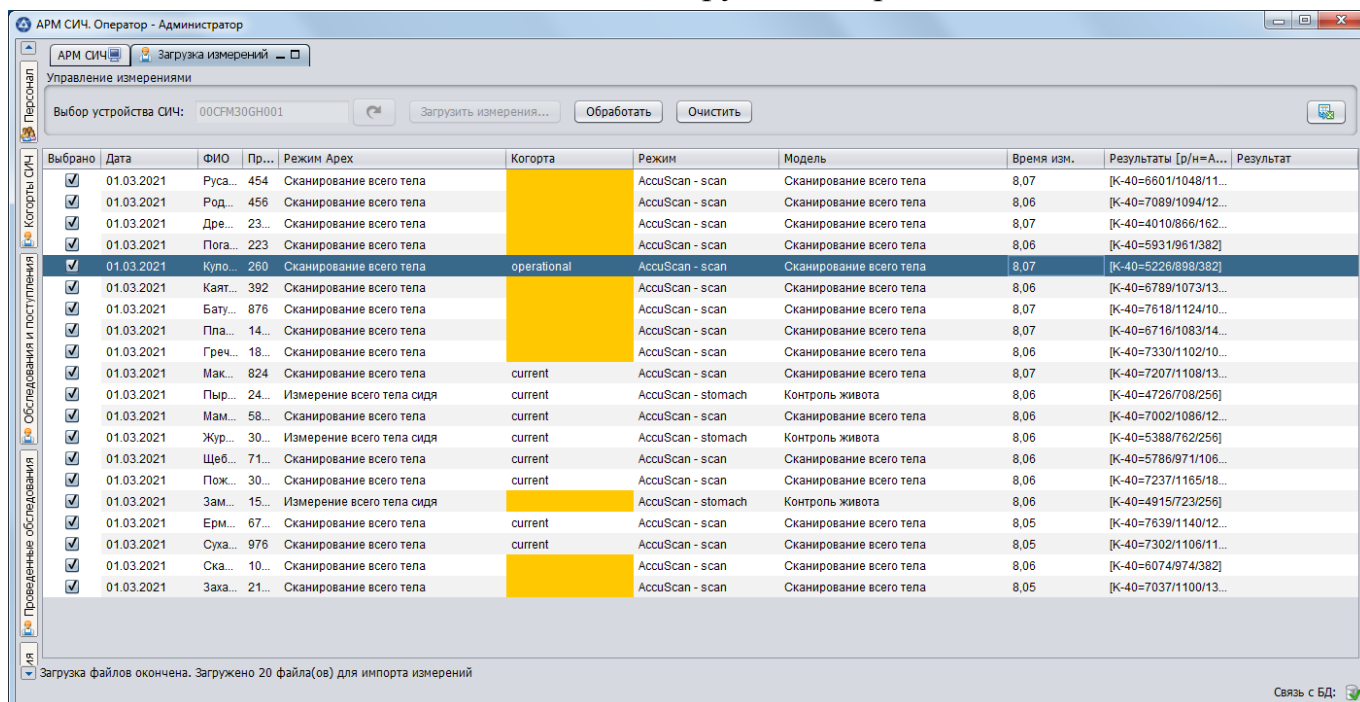 АРМ СИЧ. Оператор - Администратор
АРМ СИЧ Загрузка измерений
Управление измерениями
Выбор устройства СИЧ: 00CFM30GH001 Загрузить измерения... Обработать Очистить
Персонал
Когорты СИЧ
Обследования и поступления
Проведенные обследования
ия
Выбрано Дата ФИО Пр... Режим Apex Когорта Режим Модель Время изм. Результаты [р/н=А... Результат
01.03.2021 Руса... 454 Сканирование всего тела AccuScan - scan Сканирование всего тела 8,07 [K-40=6601/1048/11...
01.03.2021 Род... 456 Сканирование всего тела AccuScan - scan Сканирование всего тела 8,06 [K-40=7089/1094/12...
01.03.2021 Дре... 23... Сканирование всего тела AccuScan - scan Сканирование всего тела 8,07 [K-40=4010/866/162...
01.03.2021 Пога... 223 Сканирование всего тела AccuScan - scan Сканирование всего тела 8,06 [K-40=5931/961/382]
01.03.2021 Куло... 260 Сканирование всего тела operational AccuScan - scan Сканирование всего тела 8,07 [K-40=5226/898/382]
01.03.2021 Каят... 392 Сканирование всего тела AccuScan - scan Сканирование всего тела 8,06 [K-40=6789/1073/13...
01.03.2021 Бату... 876 Сканирование всего тела AccuScan - scan Сканирование всего тела 8,07 [K-40=7618/1124/10...
01.03.2021 Пла... 14... Сканирование всего тела AccuScan - scan Сканирование всего тела 8,07 [K-40=6716/1083/14...
01.03.2021 Греч... 18... Сканирование всего тела AccuScan - scan Сканирование всего тела 8,06 [K-40=7330/1102/10...
01.03.2021 Мак... 824 Сканирование всего тела current AccuScan - scan Сканирование всего тела 8,07 [K-40=7207/1108/13...
01.03.2021 Пыр... 24... Измерение всего тела сидя current AccuScan - stomach Контроль живота 8,06 [K-40=4726/708/256]
01.03.2021 Мам... 58... Сканирование всего тела current AccuScan - scan Сканирование всего тела 8,06 [K-40=7002/1086/12...
01.03.2021 Жур... 30... Измерение всего тела сидя current AccuScan - stomach Контроль живота 8,06 [K-40=5388/762/256]
01.03.2021 Щеб... 71... Сканирование всего тела current AccuScan - scan Сканирование всего тела 8,06 [K-40=5786/971/106...
01.03.2021 Пож... 30... Сканирование всего тела current AccuScan - scan Сканирование всего тела 8,06 [K-40=7237/1165/18...
01.03.2021 Зам... 15... Измерение всего тела сидя AccuScan - stomach Контроль живота 8,06 [K-40=4915/723/256]
01.03.2021 Ерм... 67... Сканирование всего тела current AccuScan - scan Сканирование всего тела 8,05 [K-40=7639/1140/12...
01.03.2021 Суха... 976 Сканирование всего тела current AccuScan - scan Сканирование всего тела 8,05 [K-40=7302/1106/11...
01.03.2021 Ска... 10... Сканирование всего тела AccuScan - scan Сканирование всего тела 8,06 [K-40=6074/974/382]
01.03.2021 Заха... 21... Сканирование всего тела AccuScan - scan Сканирование всего тела 8,05 [K-40=7037/1100/13...
Загрузка файлов окончена. Загружено 20 файла(ов) для импорта измерений
Связь с БД: